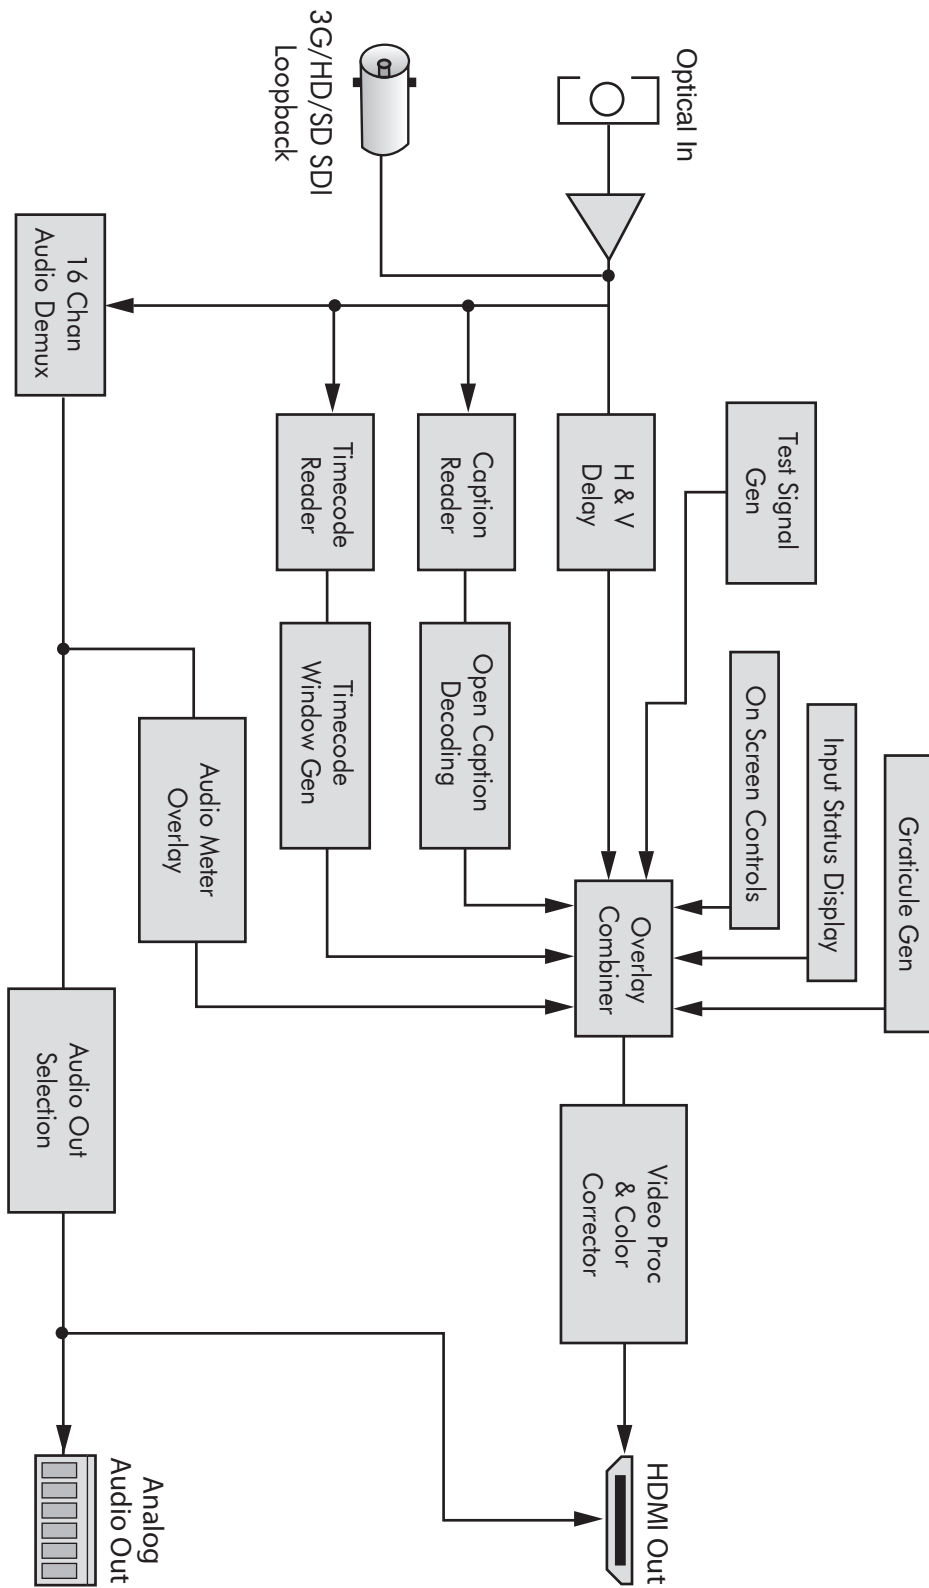 Graticule Gen
Input Status Display
On Screen Controls
Test Signal
Gen
Optical In
H & V
Delay
Overlay
Combiner
Video Proc
& Color
Corrector
HDMI Out
3G/HD/SD SDI
Loopback
Caption
Reader
Open Caption
Decoding
Timecode
Reader
Timecode
Window Gen
Audio Meter
Overlay
16 Chan
Audio Demux
Audio Out
Selection
Analog
Audio Out